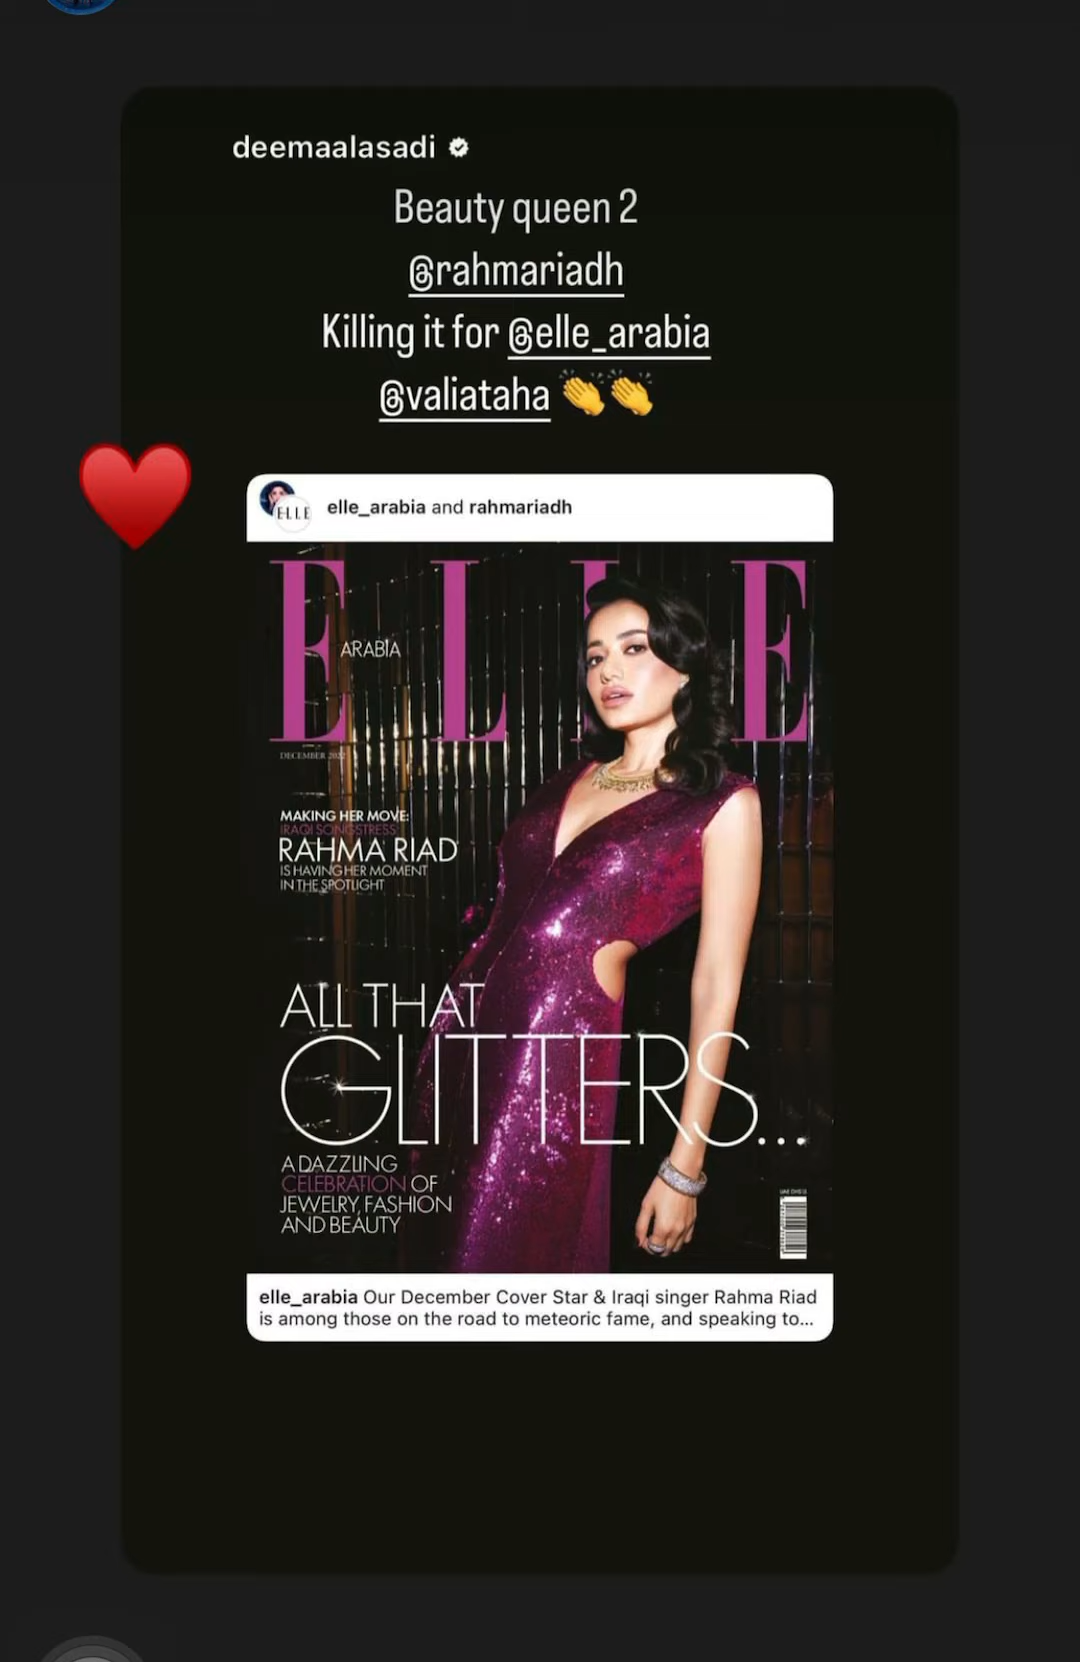 deemaalasadi
Beauty queen 2
@rahmariadh
Killing it for @elle_arabia
@valiataha 👏👏
ELLE
elle_arabia and rahmariadh
ELLE
ARABIA
DECEMBER 2022
MAKING HER MOVE:
IRAQI SONGSTRESS
RAHMA RIAD
IS HAVING HER MOMENT
IN THE SPOTLIGHT
ALL THAT
GLITTERS...
A DAZZLING
CELEBRATION OF
JEWELRY, FASHION
AND BEAUTY
elle_arabia Our December Cover Star & Iraqi singer Rahma Riad
is among those on the road to meteoric fame, and speaking to...